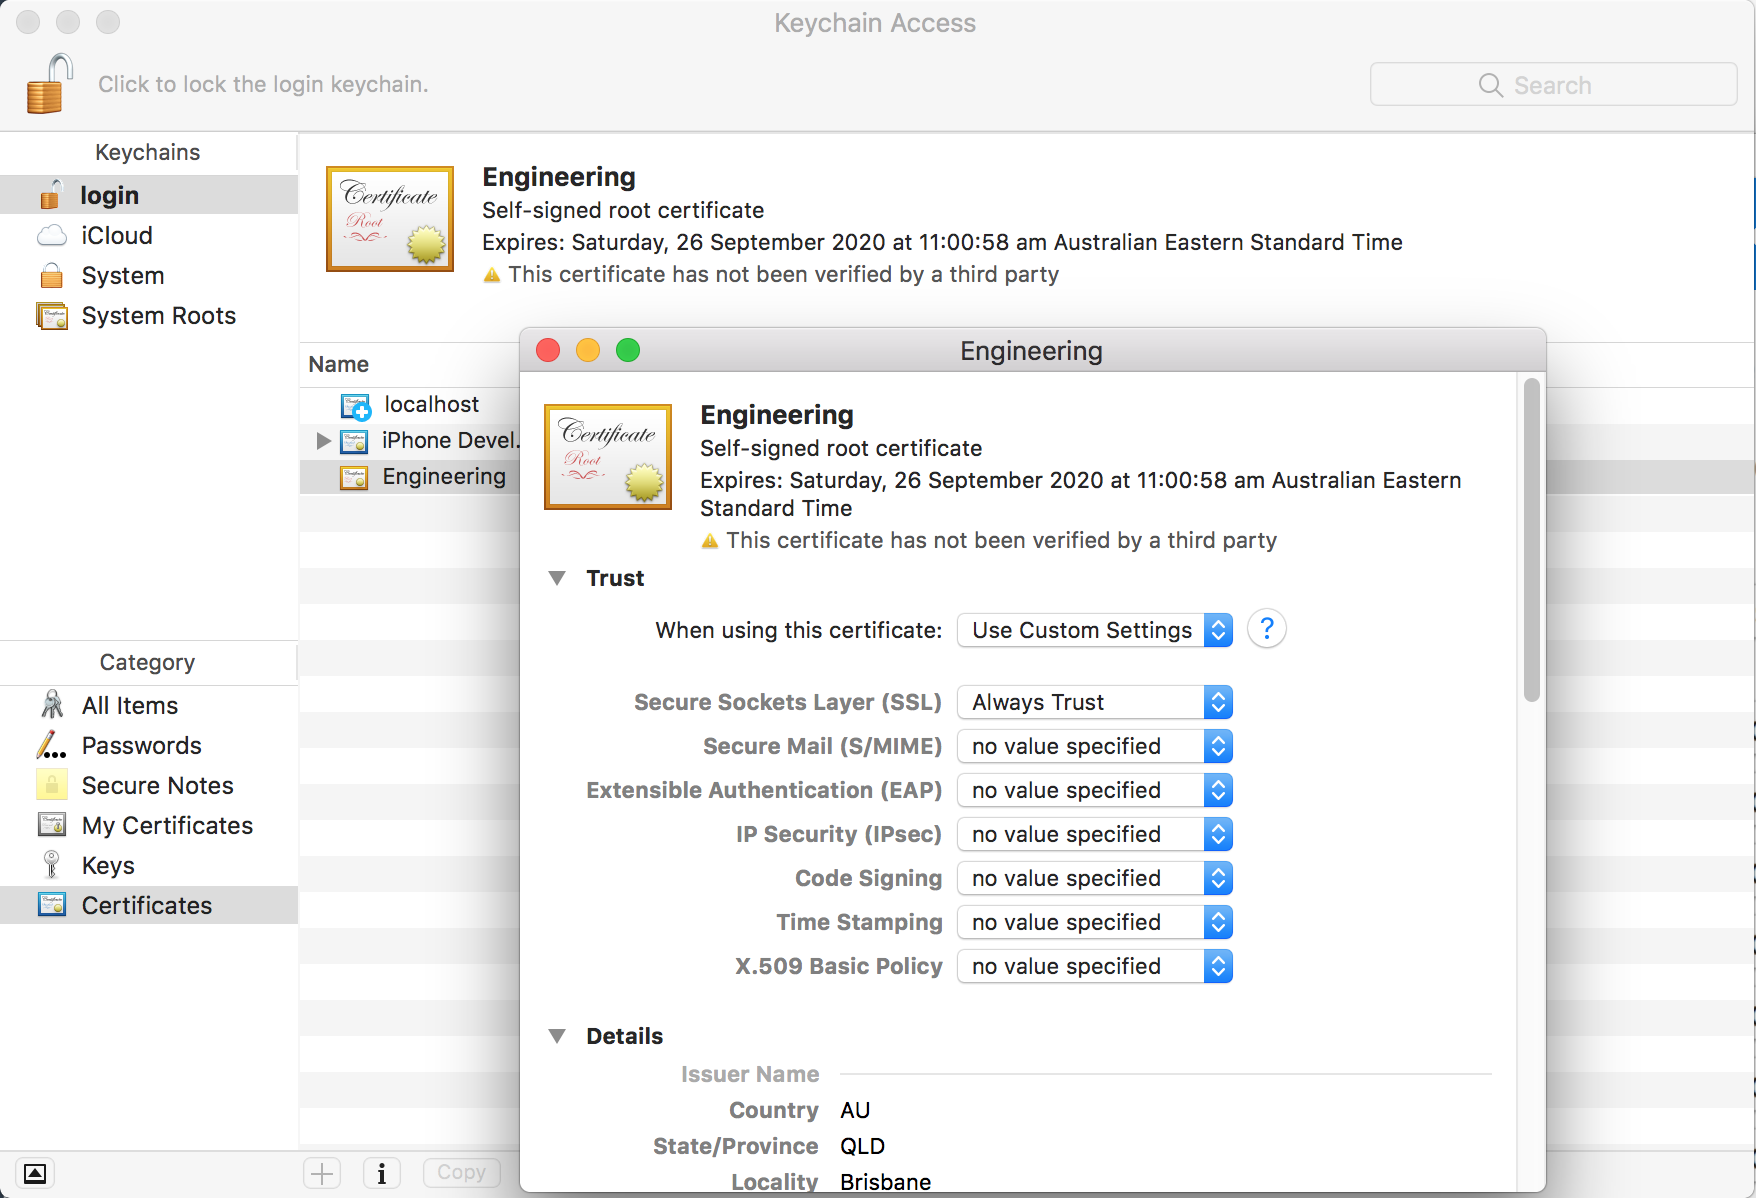 Keychain Access
Click to lock the login keychain.
Search
Keychains
login
iCloud
System
System Roots
Category
All Items
Passwords
Secure Notes
My Certificates
Keys
Certificates
Certificate
Root
Engineering
Self-signed root certificate
Expires: Saturday, 26 September 2020 at 11:00:58 am Australian Eastern Standard Time
This certificate has not been verified by a third party
Name
localhost
iPhone Devel.
Engineering
Copy
Engineering
Certificate
Root
Engineering
Self-signed root certificate
Expires: Saturday, 26 September 2020 at 11:00:58 am Australian Eastern
Standard Time
This certificate has not been verified by a third party
Trust
When using this certificate: Use Custom Settings ?
Secure Sockets Layer (SSL) Always Trust
Secure Mail (S/MIME) no value specified
Extensible Authentication (EAP) no value specified
IP Security (IPsec) no value specified
Code Signing no value specified
Time Stamping no value specified
X.509 Basic Policy no value specified
Details
Issuer Name
Country AU
State/Province QLD
Locality Brisbane